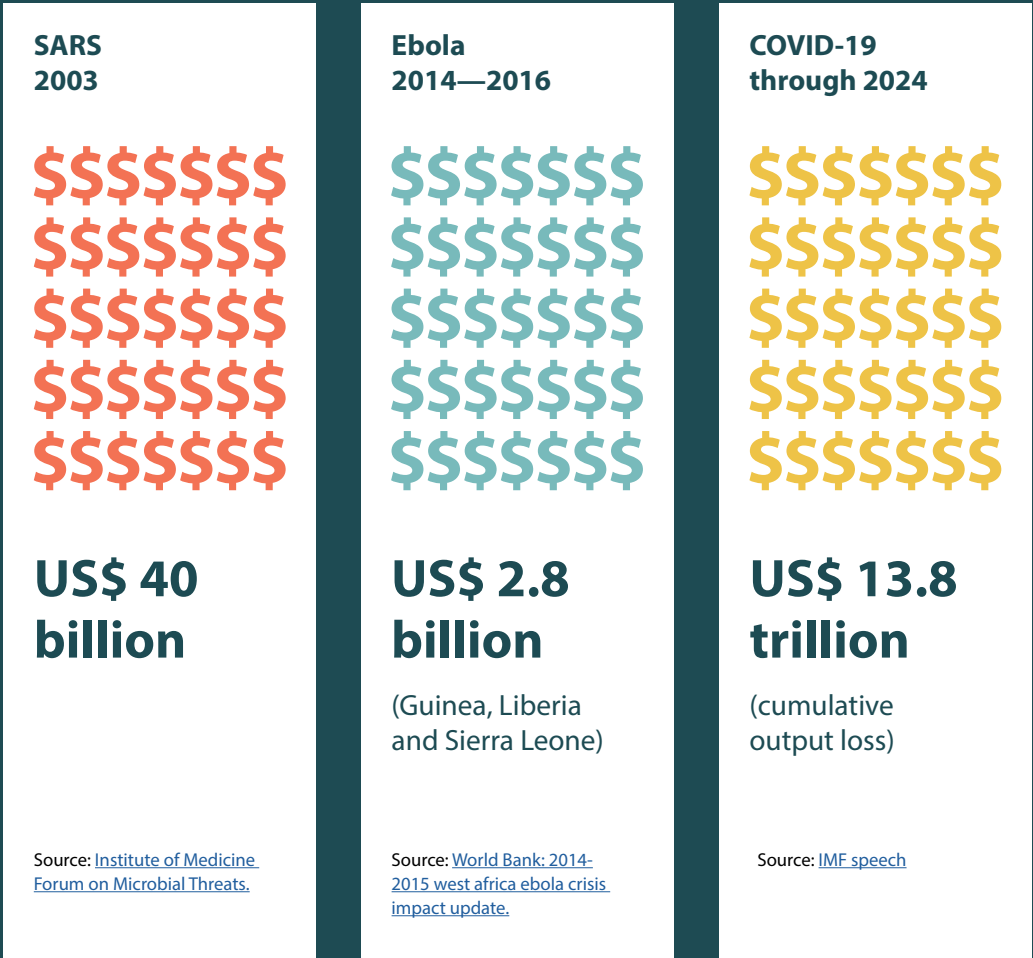 SARS
2003
$$$$$$$
$$$$$$$
$$$$$$$
$$$$$$$
$$$$$$$
US$ 40
billion
Source: Institute of Medicine
Forum on Microbial Threats.
Ebola
2014—2016
$$$$$$$
$$$$$$$
$$$$$$$
$$$$$$$
$$$$$$$
US$ 2.8
billion
(Guinea, Liberia
and Sierra Leone)
Source: World Bank: 2014-
2015 west africa ebola crisis
impact update.
COVID-19
through 2024
$$$$$$$
$$$$$$$
$$$$$$$
$$$$$$$
$$$$$$$
US$ 13.8
trillion
(cumulative
output loss)
Source: IMF speech